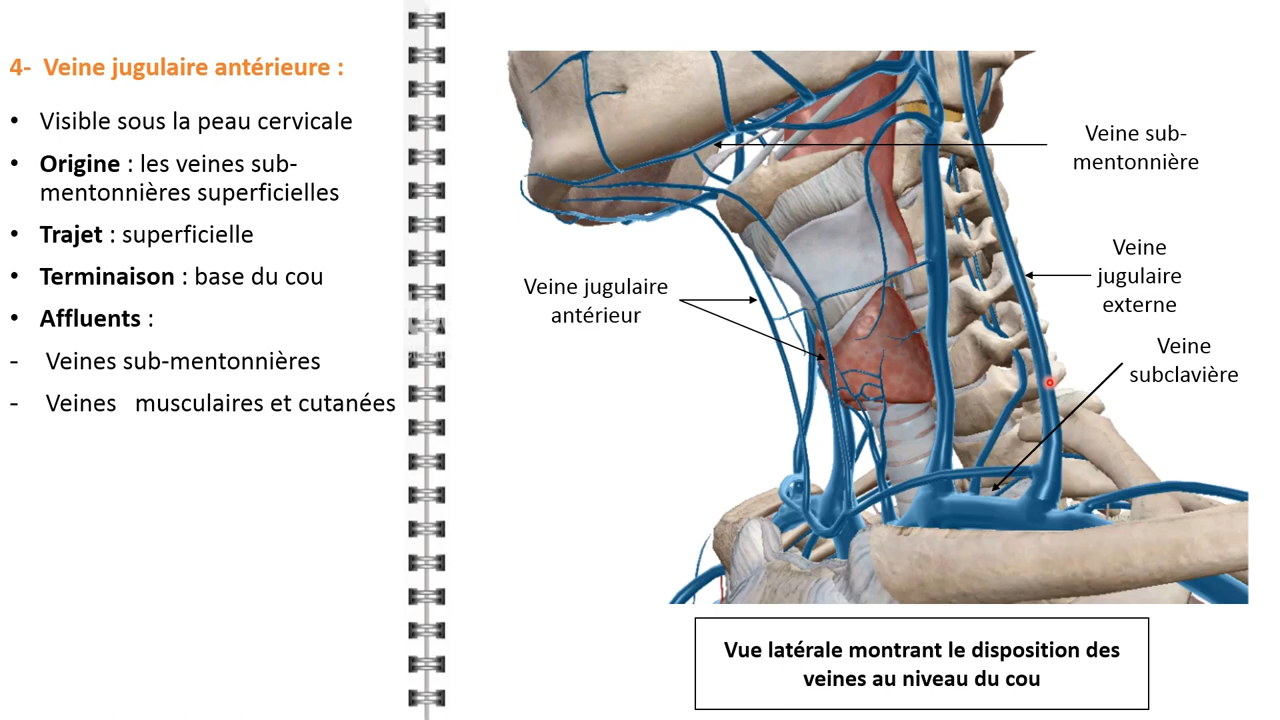 4- Veine jugulaire antérieure :
• Visible sous la peau cervicale
• Origine : les veines sub-
mentonnières superficielles
• Trajet : superficielle
• Terminaison : base du cou
• Affluents :
- Veines sub-mentonnières
- Veines musculaires et cutanées
Veine sub-
mentonnière
Veine
jugulaire
externe
Veine jugulaire
antérieur
Veine
subclavière
Vue latérale montrant le disposition des
veines au niveau du cou